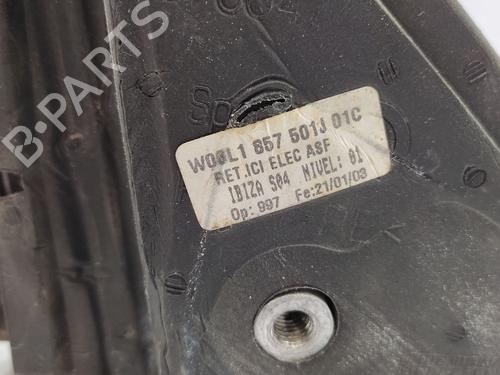 Sp
W06L1 857 501J 01C
RET.ICI ELEC ASF
IBIZA S04 NIVEL: 01
Op: 997 Fe:21/01/03
B-PARTS